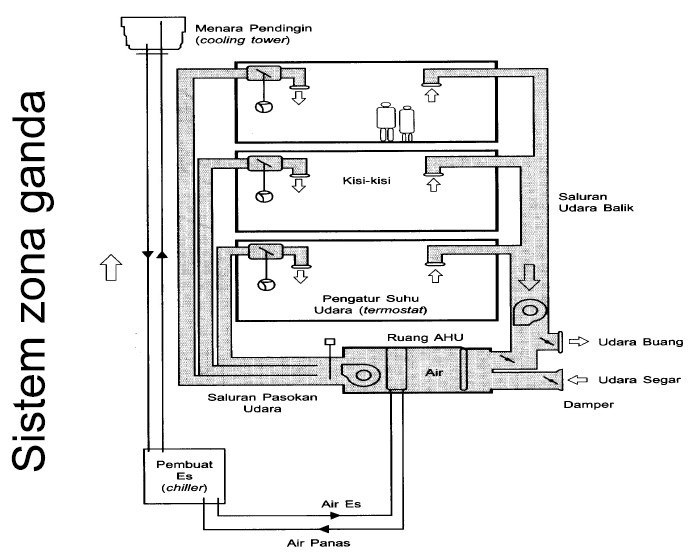 Sistem zona ganda
Menara Pendingin
(cooling tower)
Kisi-kisi
Saluran
Udara Balik
Pengatur Suhu
Udara (termostat)
Ruang AHU
Udara Buang
Air
Udara Segar
Saluran Pasokan
Udara
Damper
Pembuat
Es
(chiller)
Air Es
Air Panas